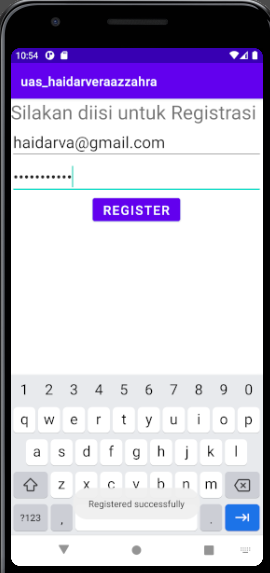 10:54
uas_haidarveraazzahra
Silakan diisi untuk Registrasi
haidarva@gmail.com
•••••••••••
REGISTER
1 2 3 4 5 6 7 8 9 0
q w e r t y u i o p
a s d f g h j k l
z x c v b n m
Registered successfully
?123 , .